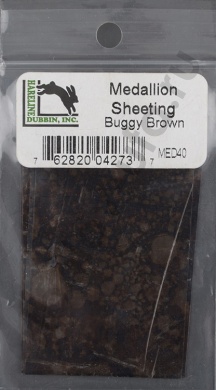 HARELINE
DUBBIN, INC.
Medallion
Sheeting
Buggy Brown
7 62820 04273 7
MED40